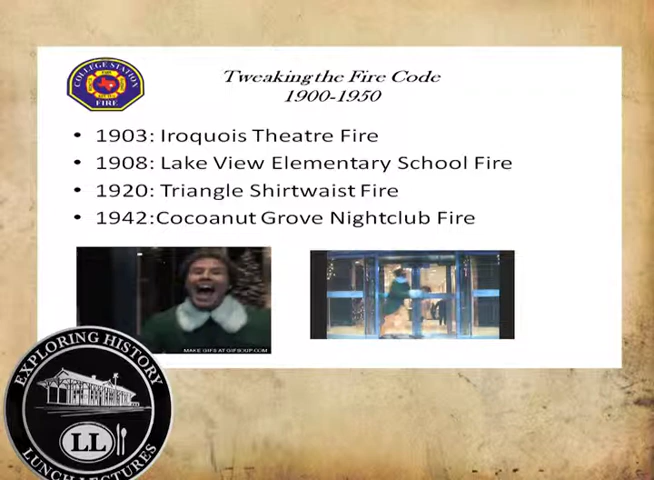 COLLEGE STATION
FIRE
Tweaking the Fire Code
1900-1950
• 1903: Iroquois Theatre Fire
• 1908: Lake View Elementary School Fire
• 1920: Triangle Shirtwaist Fire
• 1942:Cocoanut Grove Nightclub Fire
MAKE GIFS AT GIFSOUP.COM
EXPLORING HISTORY
LL
LUNCH LECTURES